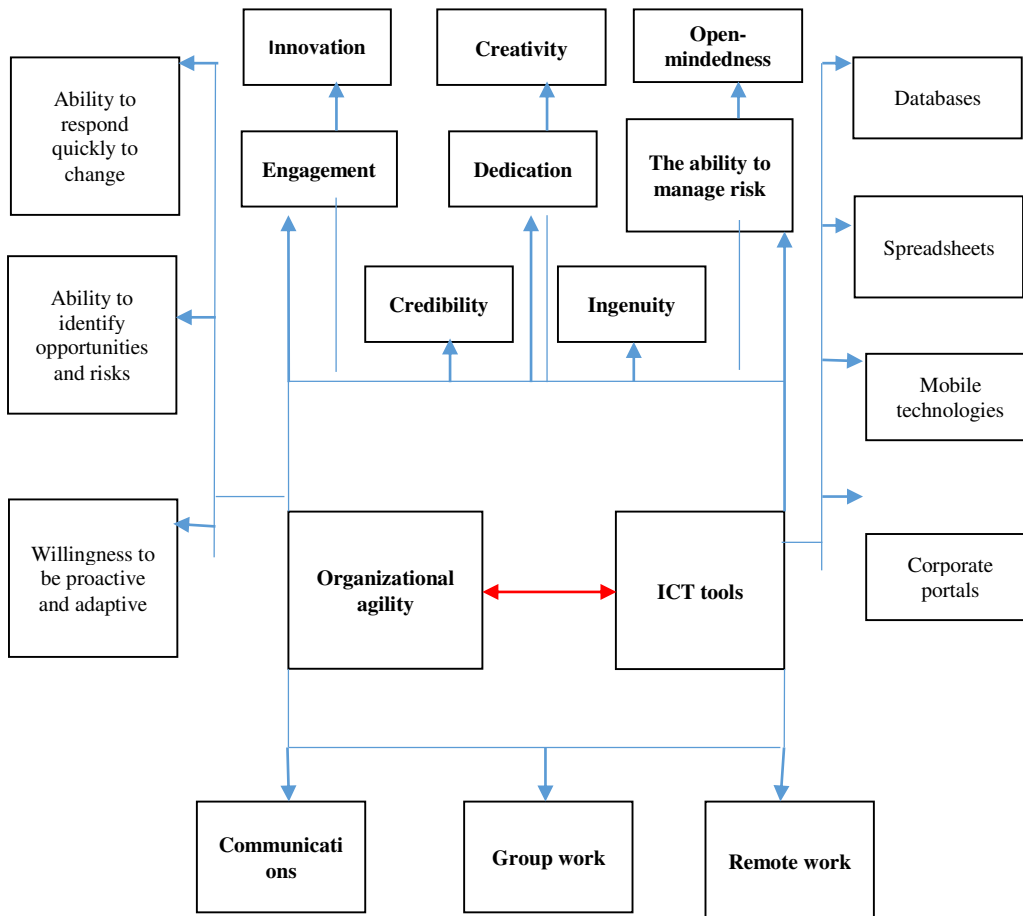 Innovation
Creativity
Open-
mindedness
Ability to
respond
quickly to
change
Databases
Engagement
Dedication
The ability to
manage risk
Spreadsheets
Ability to
identify
opportunities
and risks
Credibility
Ingenuity
Mobile
technologies
Willingness to
be proactive
and adaptive
Organizational
agility
ICT tools
Corporate
portals
Communicati
ons
Group work
Remote work